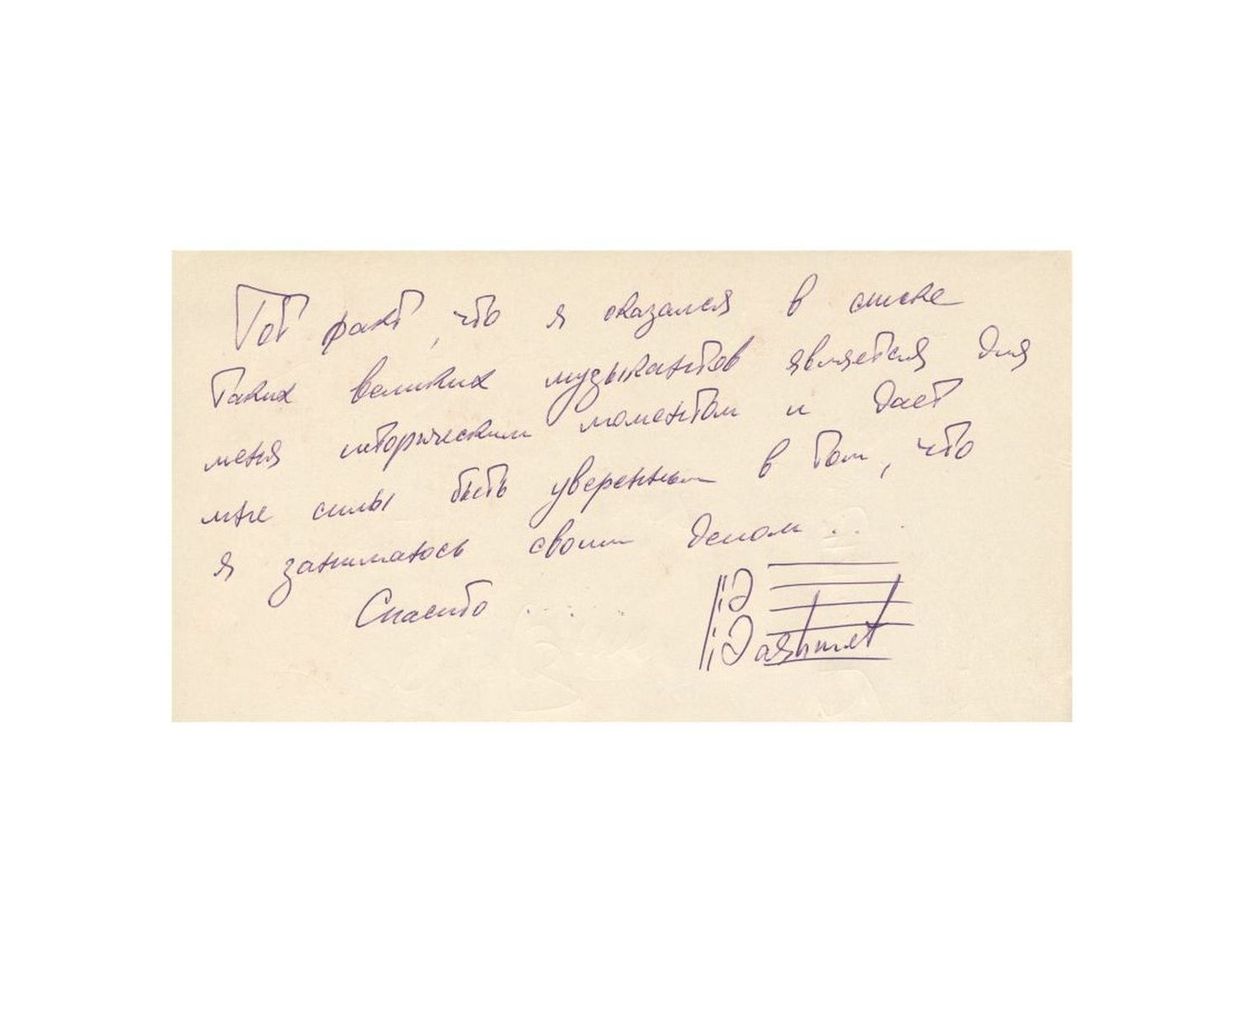 Тот факт, что я оказался в списке
таких великих музыкантов является для
меня историческим моментом и даёт
мне силы быть уверенным в том, что
я занимаюсь своим делом . . .
Спасибо . . . .